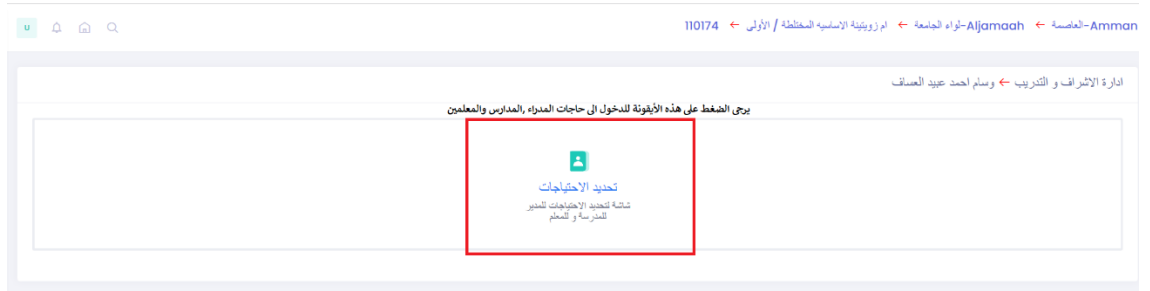 Amman-العاصمة ← Aljamaah-لواء الجامعة ← ام زويتينة الاساسيه المختلطة / الأولى ← 110174
u
ادارة الاشراف و التدريب ← وسام احمد عبيد العساف
يرجى الضغط على هذه الأيقونة للدخول الى حاجات المدراء ,المدارس والمعلمين
تحديد الاحتياجات
شاشة لتحديد الاحتياجات للمدير
للمدرسة و للمعلم